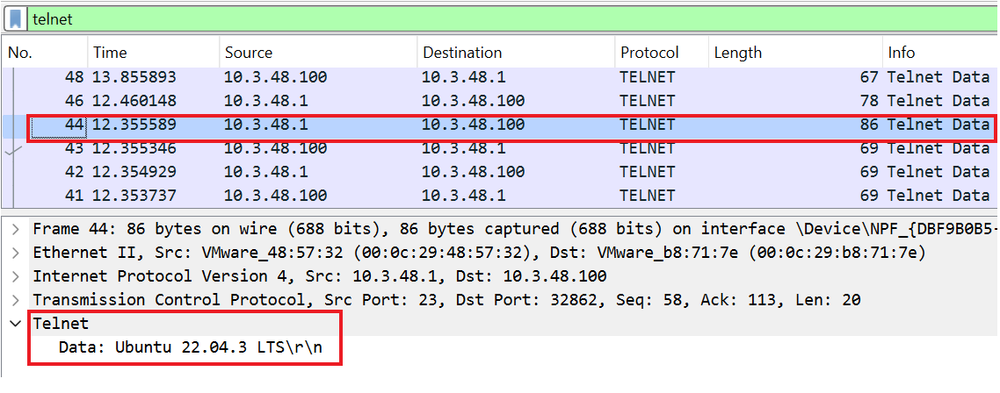 telnet
No. Time Source Destination Protocol Length Info
48 13.855893 10.3.48.100 10.3.48.1 TELNET 67 Telnet Data
46 12.460148 10.3.48.1 10.3.48.100 TELNET 78 Telnet Data
44 12.355589 10.3.48.1 10.3.48.100 TELNET 86 Telnet Data
43 12.355346 10.3.48.100 10.3.48.1 TELNET 69 Telnet Data
42 12.354929 10.3.48.1 10.3.48.100 TELNET 69 Telnet Data
41 12.353737 10.3.48.100 10.3.48.1 TELNET 69 Telnet Data
Frame 44: 86 bytes on wire (688 bits), 86 bytes captured (688 bits) on interface \Device\NPF_{DBF9B0B5-
Ethernet II, Src: VMware_48:57:32 (00:0c:29:48:57:32), Dst: VMware_b8:71:7e (00:0c:29:b8:71:7e)
Internet Protocol Version 4, Src: 10.3.48.1, Dst: 10.3.48.100
Transmission Control Protocol, Src Port: 23, Dst Port: 32862, Seq: 58, Ack: 113, Len: 20
Telnet
Data: Ubuntu 22.04.3 LTS\r\n